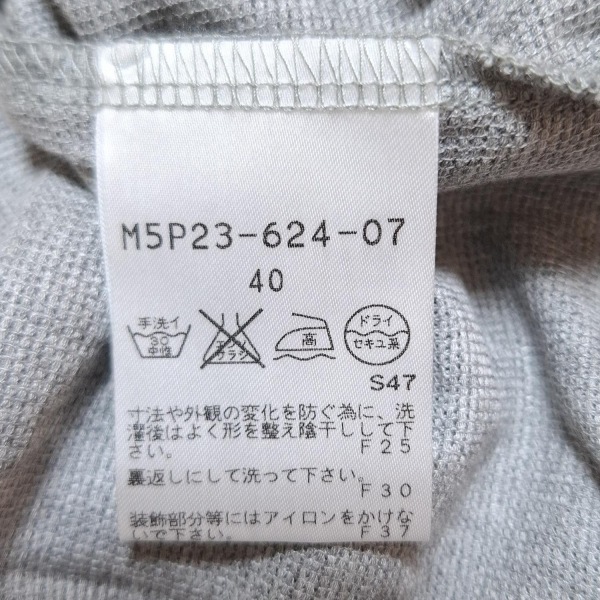 M5P23-624-07
40
手洗イ
30
中性
エンソ
サラシ
高
ドライ
セキユ系
S47
寸法や外観の変化を防ぐ為に、洗
濯後はよく形を整え陰干しして下
さい。 F25
裏返しにして洗って下さい。
F30
装飾部分等にはアイロンをかけな
いで下さい。 F37